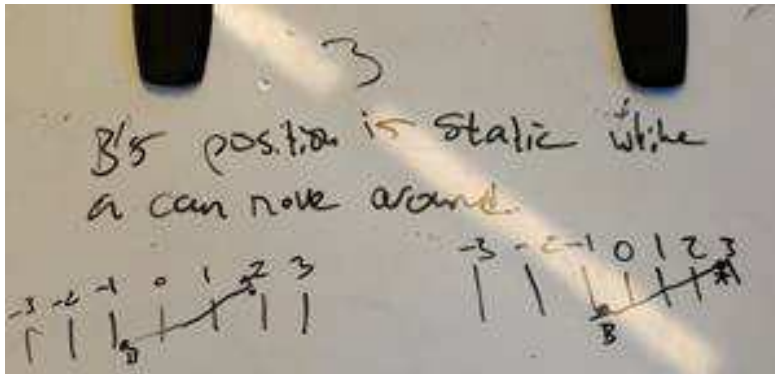 3
B's position is static while
a can move around.
-3 -2 -1 0 1 2 3
-3 -2 -1 0 1 2 3
B